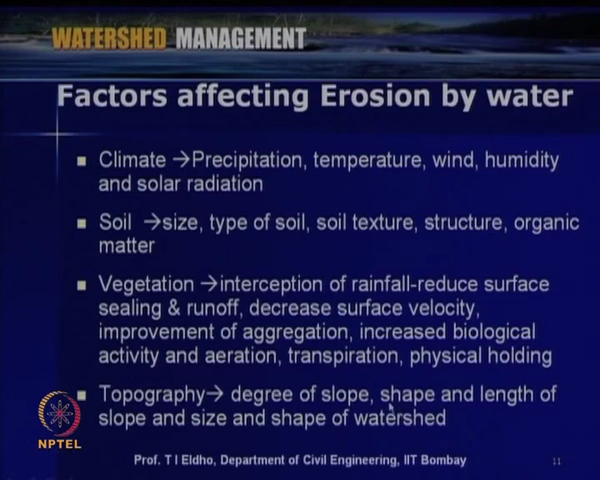 WATERSHED MANAGEMENT
Factors affecting Erosion by water
Climate →Precipitation, temperature, wind, humidity
and solar radiation
Soil →size, type of soil, soil texture, structure, organic
matter
Vegetation →interception of rainfall-reduce surface
sealing & runoff, decrease surface velocity,
improvement of aggregation, increased biological
activity and aeration, transpiration, physical holding
Topography→ degree of slope, shape and length of
slope and size and shape of watershed
NPTEL
Prof. T I Eldho, Department of Civil Engineering, IIT Bombay
11